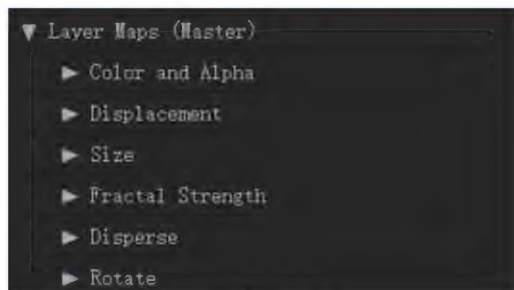 Layer Maps (Master)
Color and Alpha
Displacement
Size
Fractal Strength
Disperse
Rotate